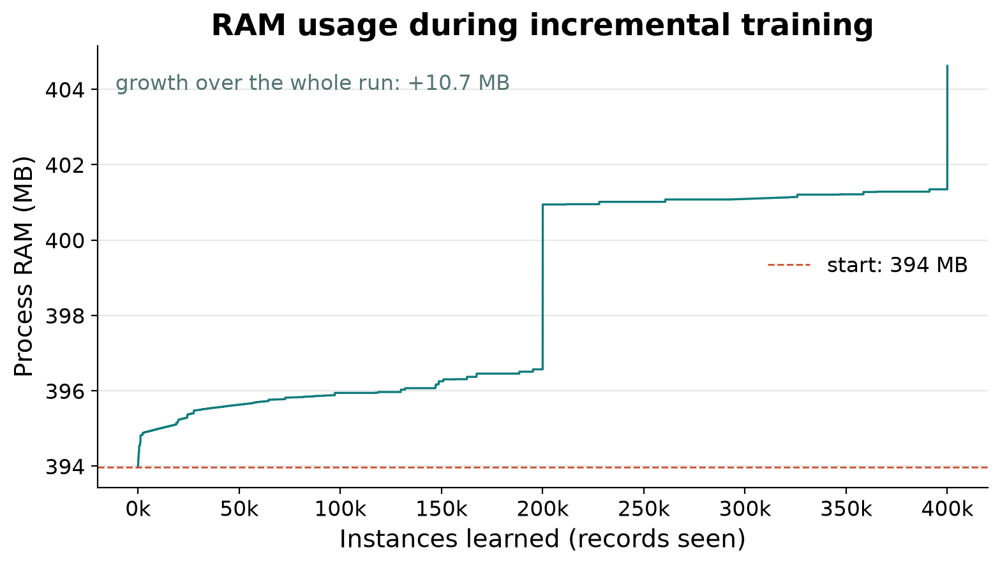 RAM usage during incremental training
growth over the whole run: +10.7 MB
404
402
400
398
396
394
Process RAM (MB)
start: 394 MB
0k
50k
100k
150k
200k
250k
300k
350k
400k
Instances learned (records seen)